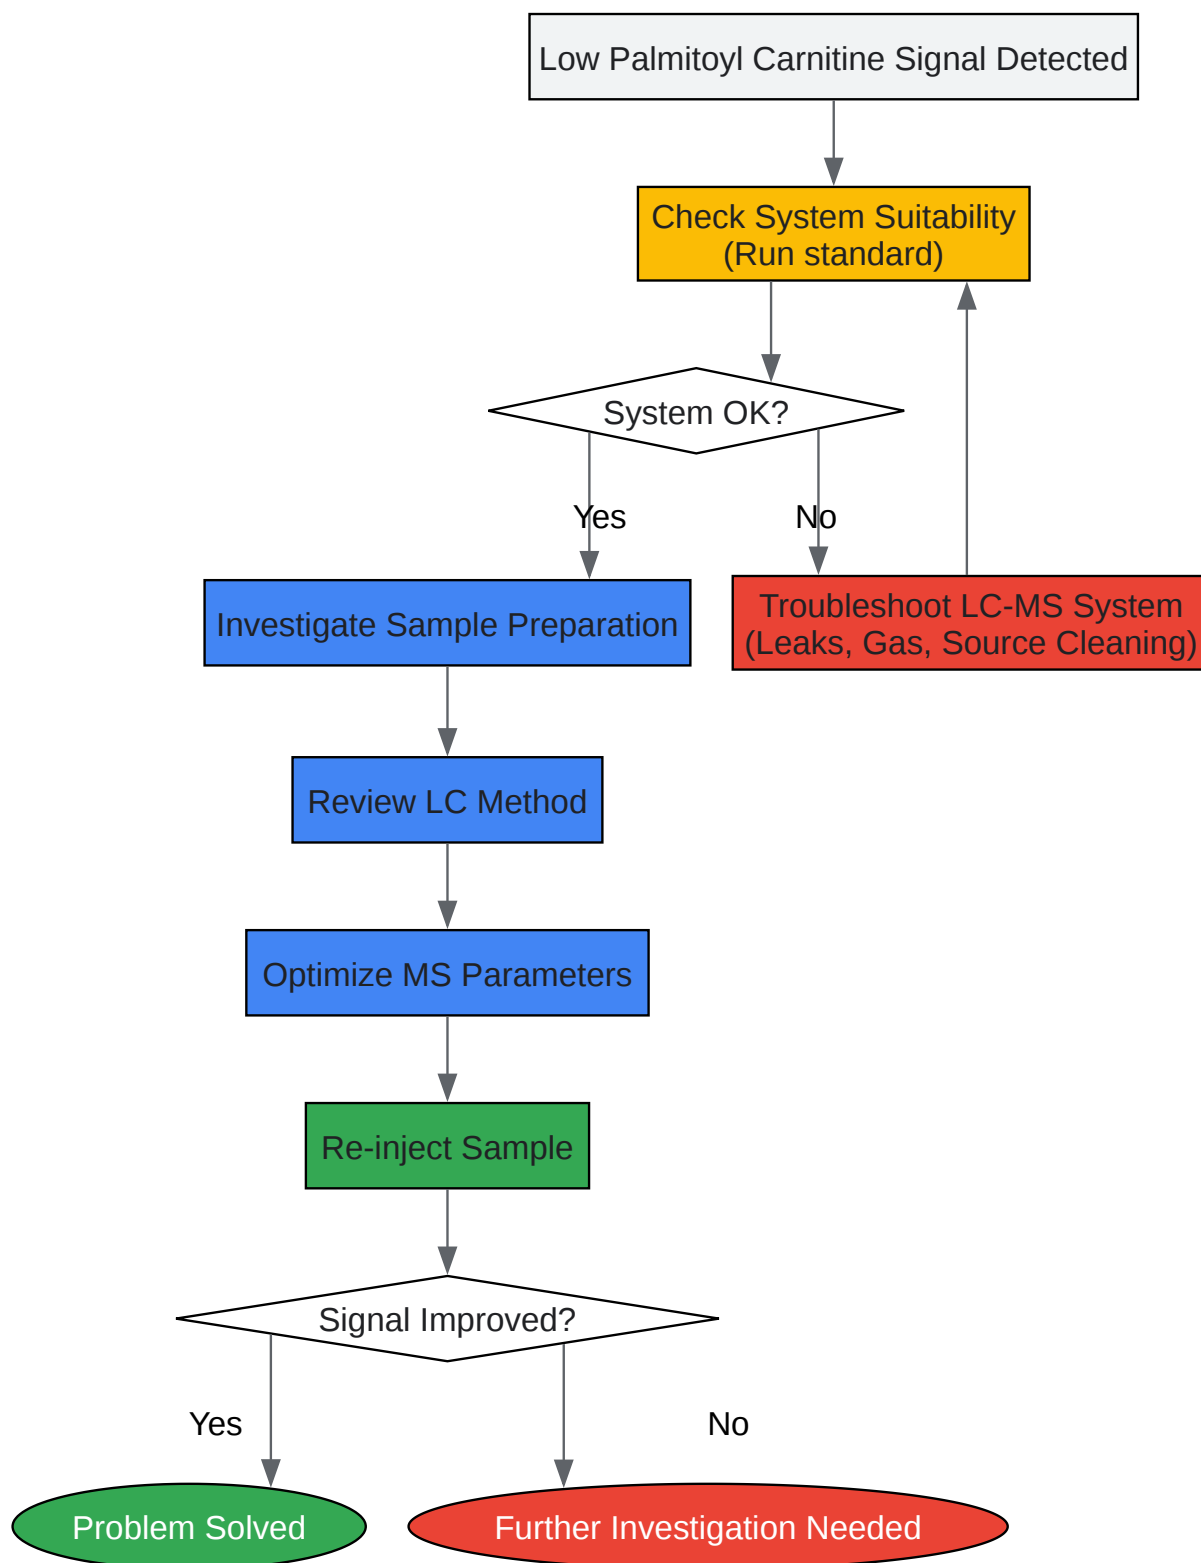 Low Palmitoyl Carnitine Signal Detected
Check System Suitability
(Run standard)
System OK?
Yes
No
Investigate Sample Preparation
Troubleshoot LC-MS System
(Leaks, Gas, Source Cleaning)
Review LC Method
Optimize MS Parameters
Re-inject Sample
Signal Improved?
Yes
No
Problem Solved
Further Investigation Needed